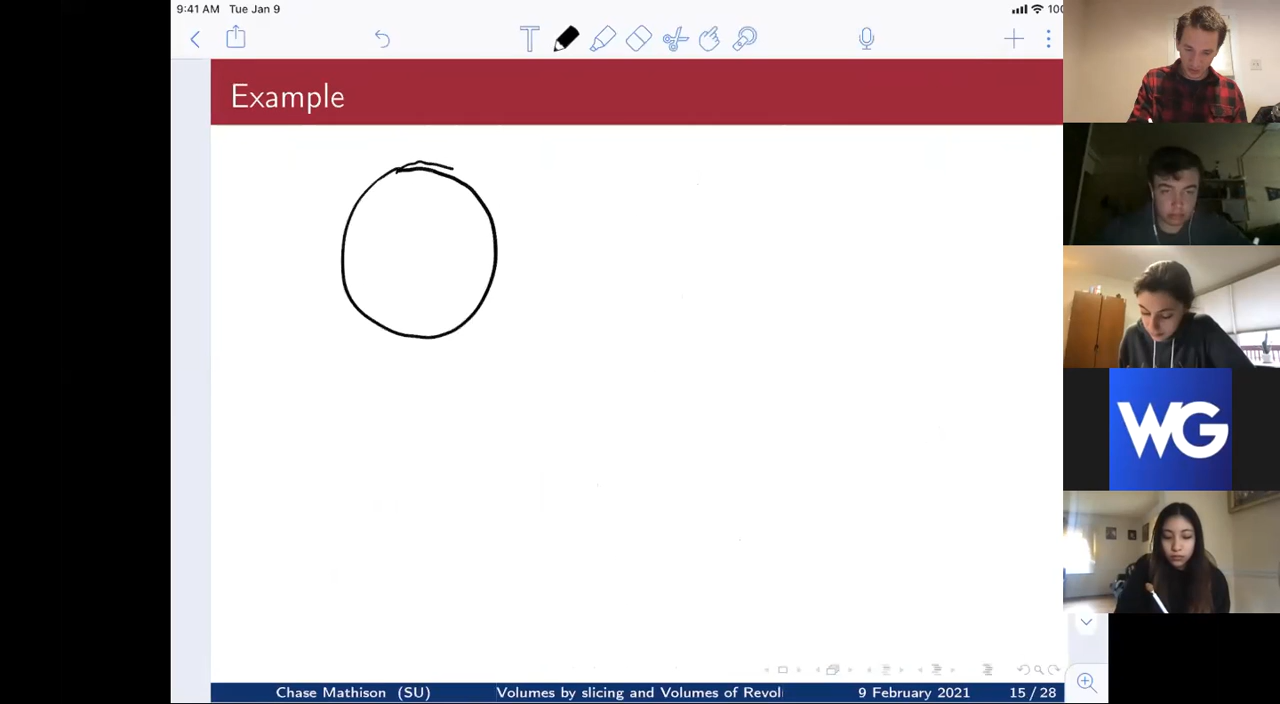 9:41 AM Tue Jan 9
100
T
Example
WG
Chase Mathison (SU) Volumes by slicing and Volumes of Revol 9 February 2021 15 / 28